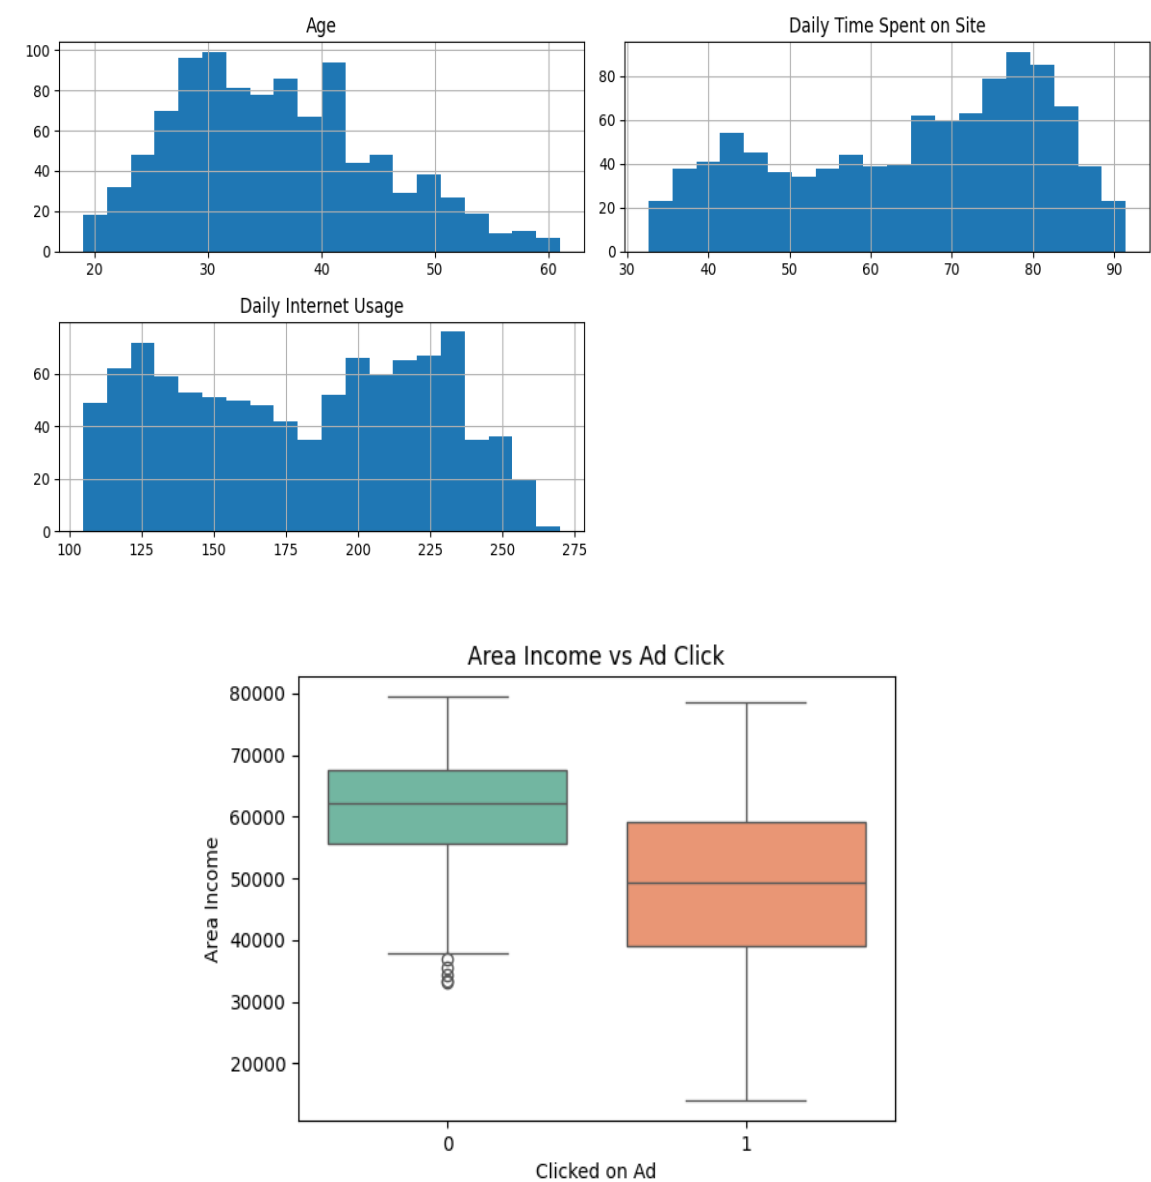 Age
100
80
60
40
20
0
20 30 40 50 60
Daily Time Spent on Site
80
60
40
20
0
30 40 50 60 70 80 90
Daily Internet Usage
60
40
20
0
100 125 150 175 200 225 250 275
Area Income vs Ad Click
Area Income
80000
70000
60000
50000
40000
30000
20000
0 1
Clicked on Ad